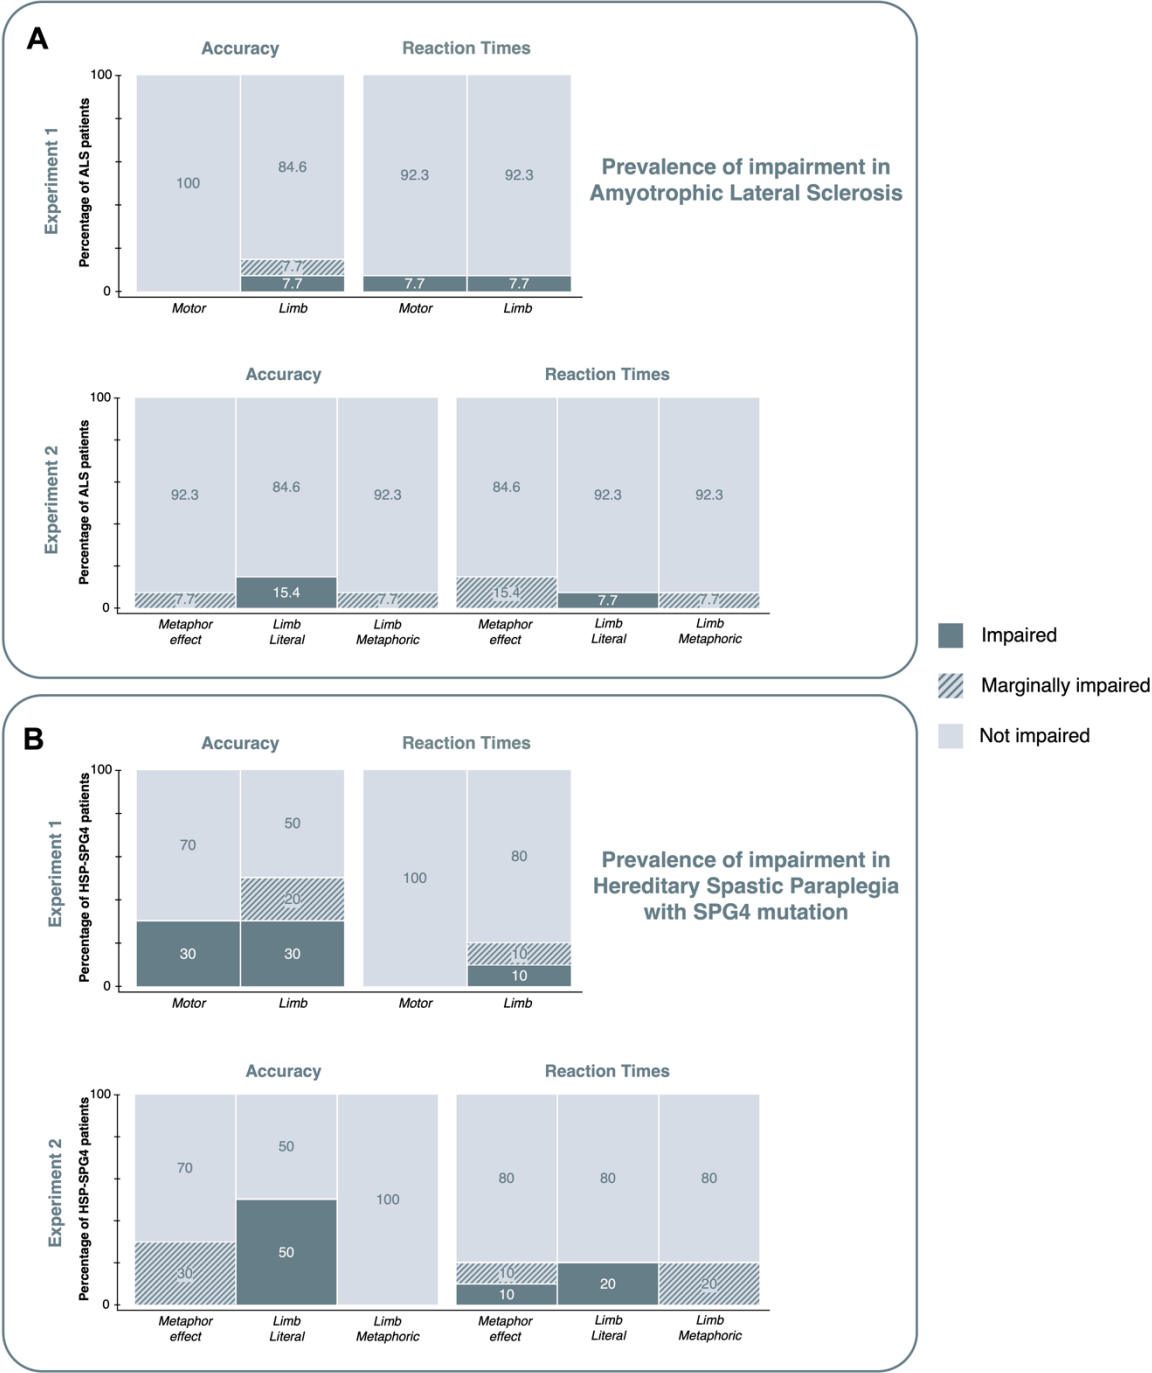 A
Accuracy
Reaction Times
Experiment 1
Percentage of ALS patients
100
0
100
84.6
7.7
7.7
92.3
7.7
92.3
7.7
Motor
Limb
Motor
Limb
Prevalence of impairment in
Amyotrophic Lateral Sclerosis
Accuracy
Reaction Times
Experiment 2
Percentage of ALS patients
100
0
92.3
7.7
84.6
15.4
92.3
7.7
84.6
15.4
92.3
7.7
92.3
7.7
Metaphor
effect
Limb
Literal
Limb
Metaphoric
Metaphor
effect
Limb
Literal
Limb
Metaphoric
Impaired
Marginally impaired
Not impaired
B
Accuracy
Reaction Times
Experiment 1
Percentage of HSP-SPG4 patients
100
0
70
30
50
20
30
100
80
10
10
Motor
Limb
Motor
Limb
Prevalence of impairment in
Hereditary Spastic Paraplegia
with SPG4 mutation
Accuracy
Reaction Times
Experiment 2
Percentage of HSP-SPG4 patients
100
0
70
30
50
50
100
80
10
10
80
20
80
20
Metaphor
effect
Limb
Literal
Limb
Metaphoric
Metaphor
effect
Limb
Literal
Limb
Metaphoric